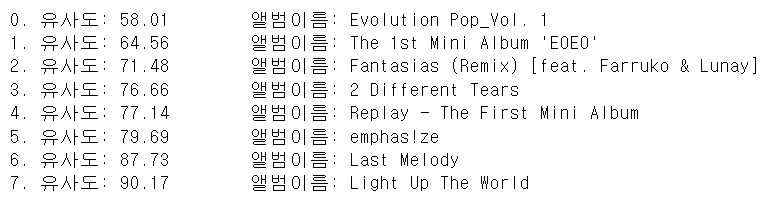 0. 유사도: 58.01 앨범이름: Evolution Pop_Vol. 1
1. 유사도: 64.56 앨범이름: The 1st Mini Album 'EOEO'
2. 유사도: 71.48 앨범이름: Fantasias (Remix) [feat. Farruko & Lunay]
3. 유사도: 76.66 앨범이름: 2 Different Tears
4. 유사도: 77.14 앨범이름: Replay - The First Mini Album
5. 유사도: 79.69 앨범이름: emphas!ze
6. 유사도: 87.73 앨범이름: Last Melody
7. 유사도: 90.17 앨범이름: Light Up The World